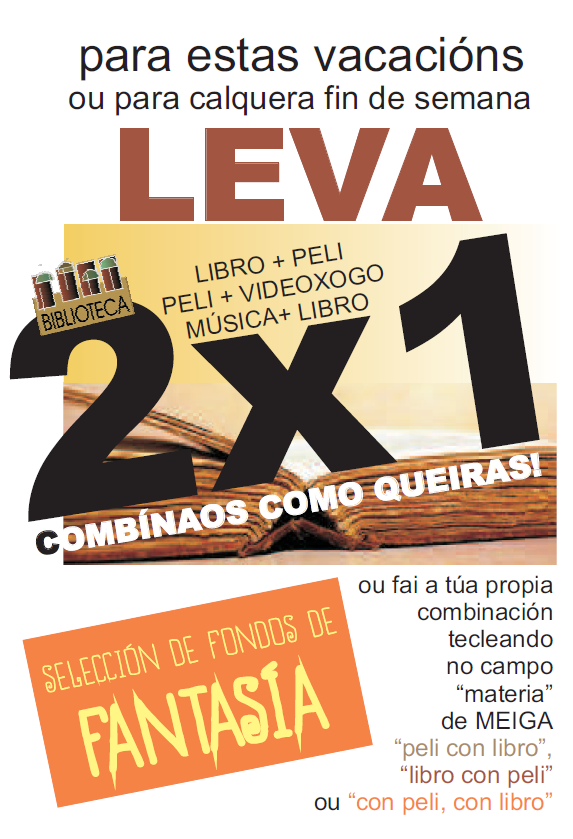 para estas vacacións
ou para calquera fin de semana
LEVA
LIBRO + PELI
PELI + VIDEOXOGO
MÚSICA+ LIBRO
BIBLIOTECA
2x1
COMBÍNAOS COMO QUEIRAS!
ou fai a túa propia
combinación
tecleando
no campo
“materia”
de MEIGA
“peli con libro”,
“libro con peli”
ou “con peli, con libro”
SELECCIÓN DE FONDOS DE
FANTASÍA